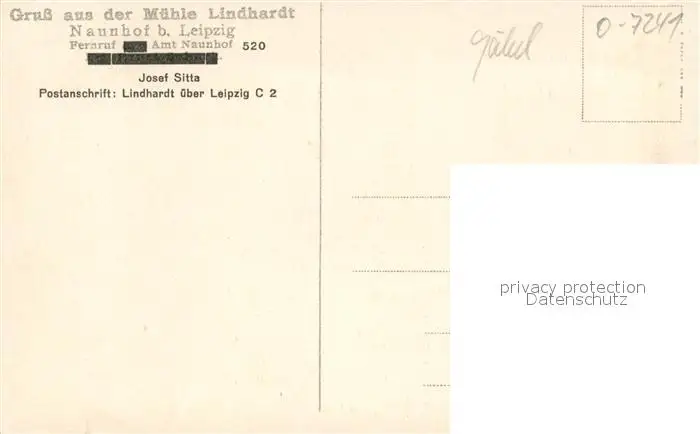 Gruß aus der Mühle Lindhardt
Naunhof b. Leipzig
Fernruf Amt Naunhof 520
Josef Sitta
Postanschrift: Lindhardt über Leipzig C 2
0-7241.
privacy protection
Datenschutz